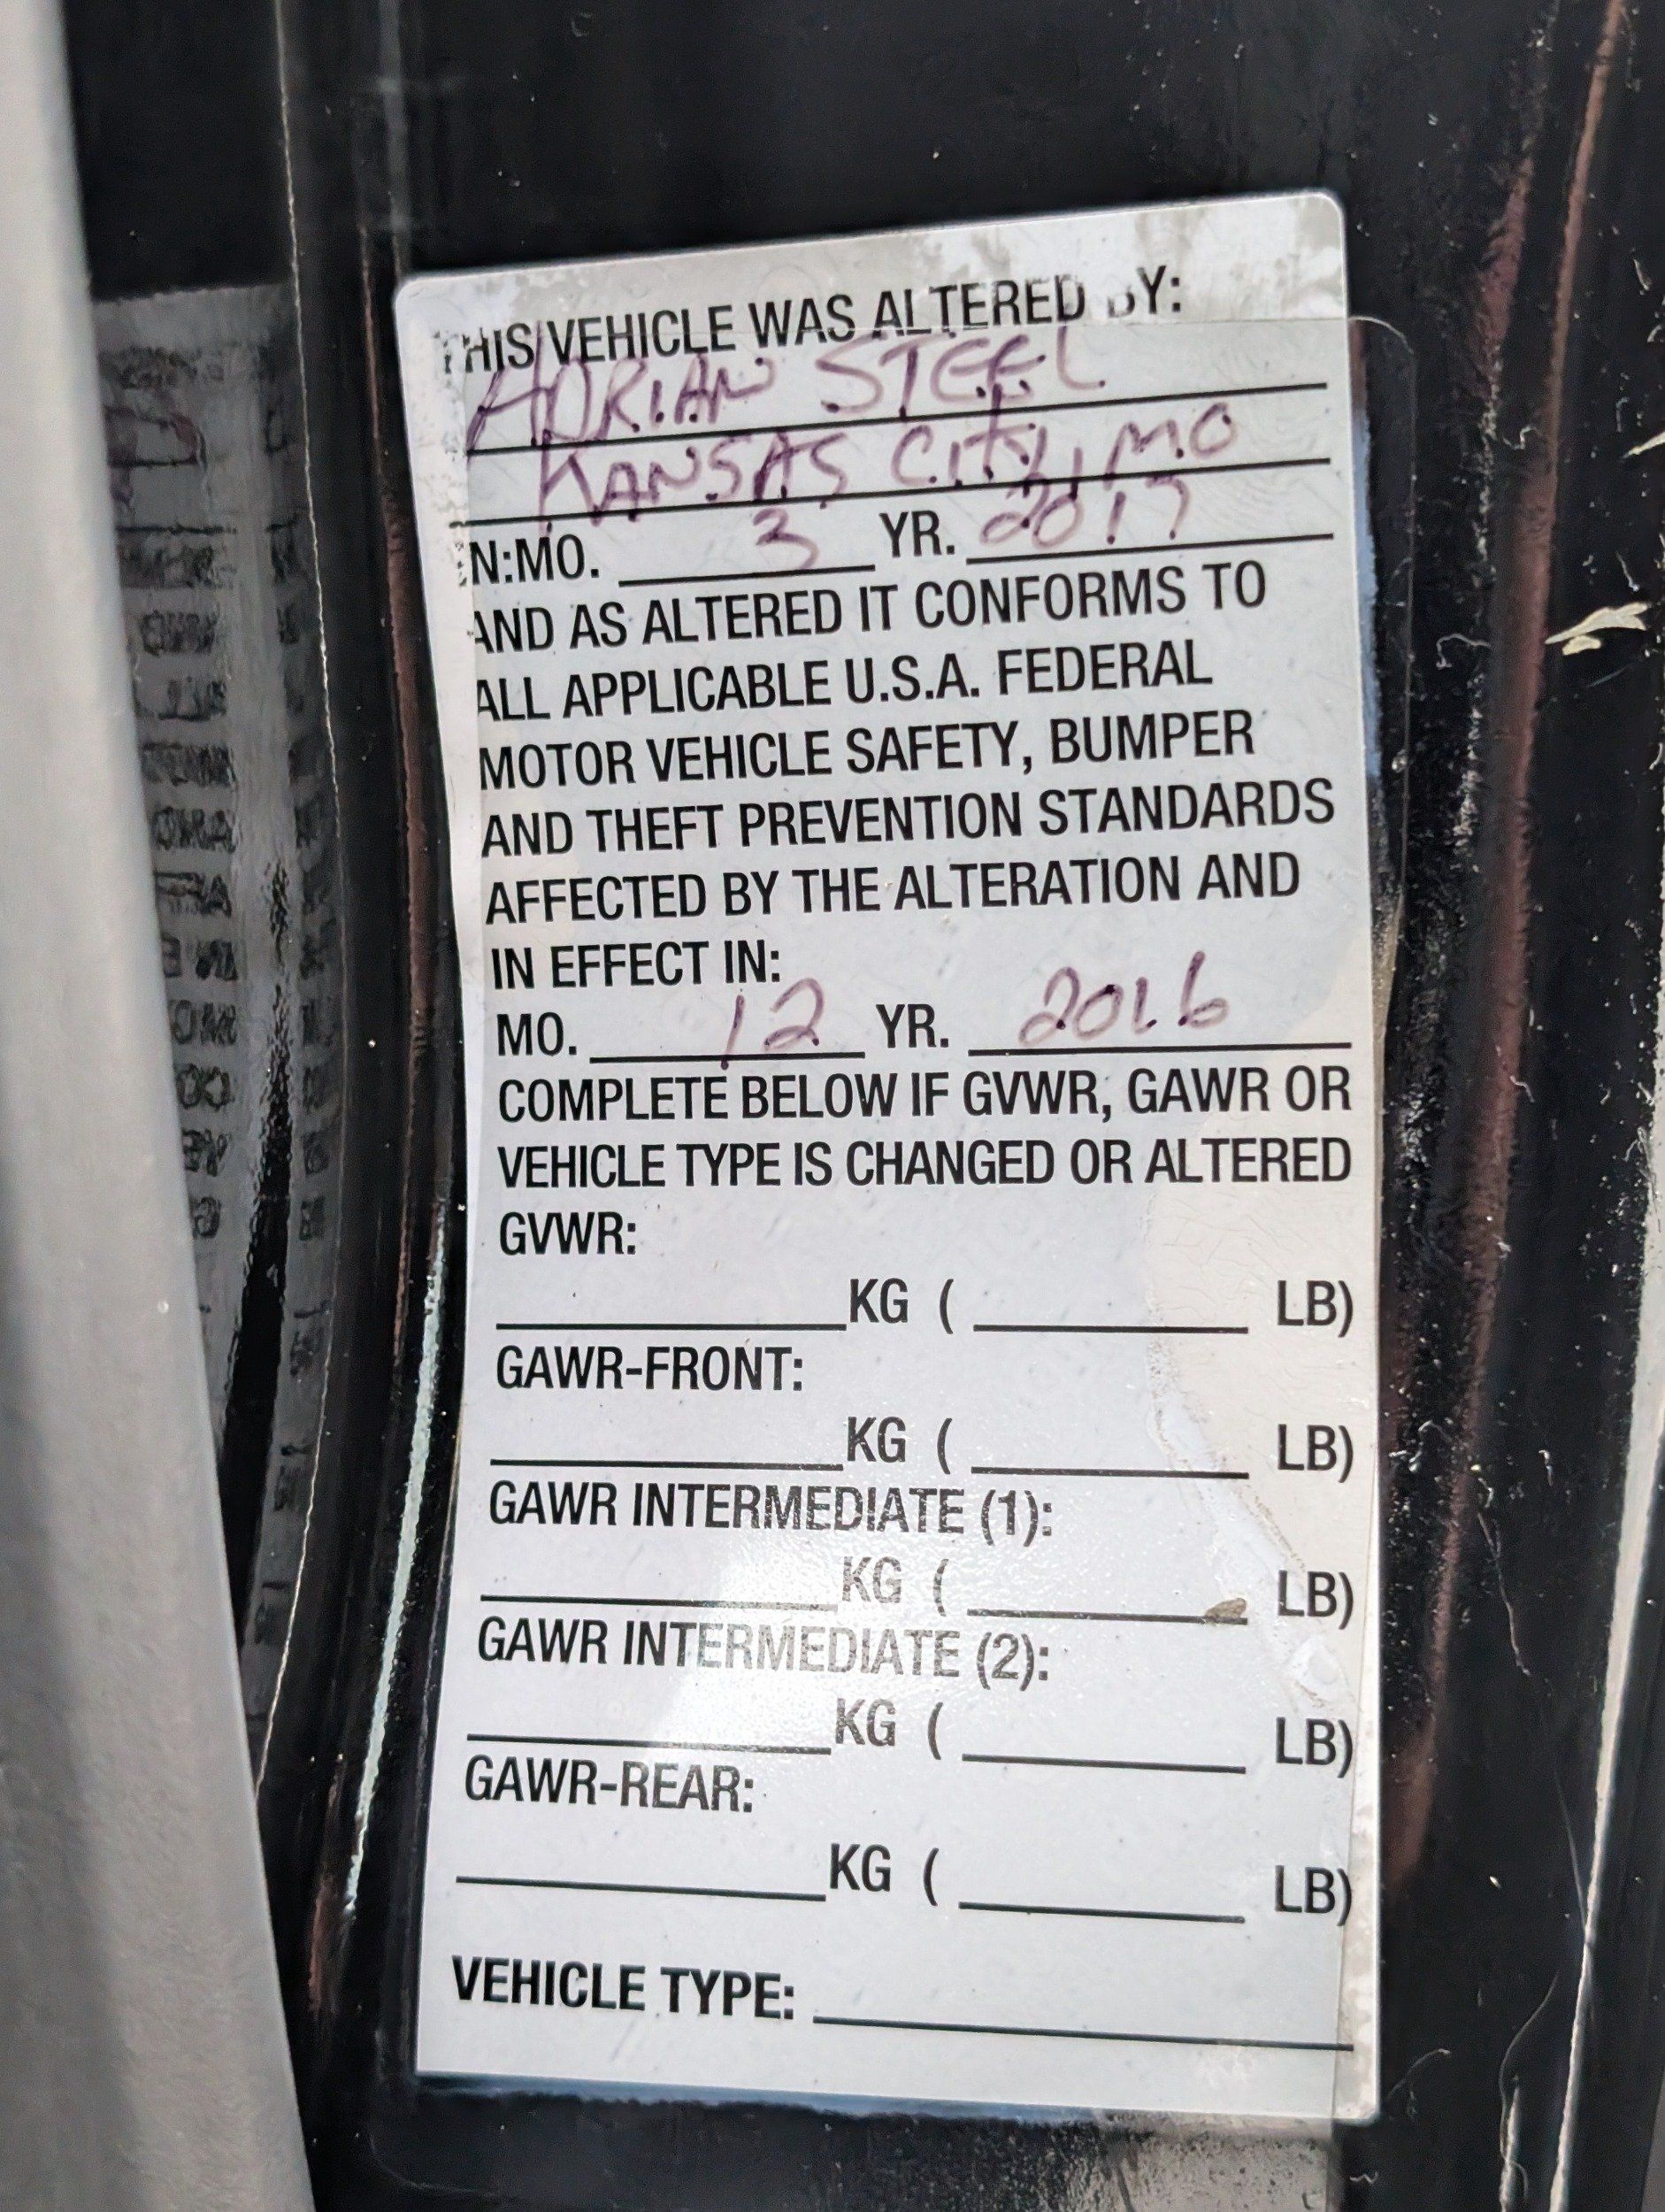 THIS VEHICLE WAS ALTERED BY:
ADRIAN STEEL
KANSAS CITY, MO
IN:MO. 3 YR. 2017
AND AS ALTERED IT CONFORMS TO
ALL APPLICABLE U.S.A. FEDERAL
MOTOR VEHICLE SAFETY, BUMPER
AND THEFT PREVENTION STANDARDS
AFFECTED BY THE ALTERATION AND
IN EFFECT IN:
MO. 12 YR. 2016
COMPLETE BELOW IF GVWR, GAWR OR
VEHICLE TYPE IS CHANGED OR ALTERED
GVWR:
KG ( LB)
GAWR-FRONT:
KG ( LB)
GAWR INTERMEDIATE (1):
KG ( LB)
GAWR INTERMEDIATE (2):
KG ( LB)
GAWR-REAR:
KG ( LB)
VEHICLE TYPE: